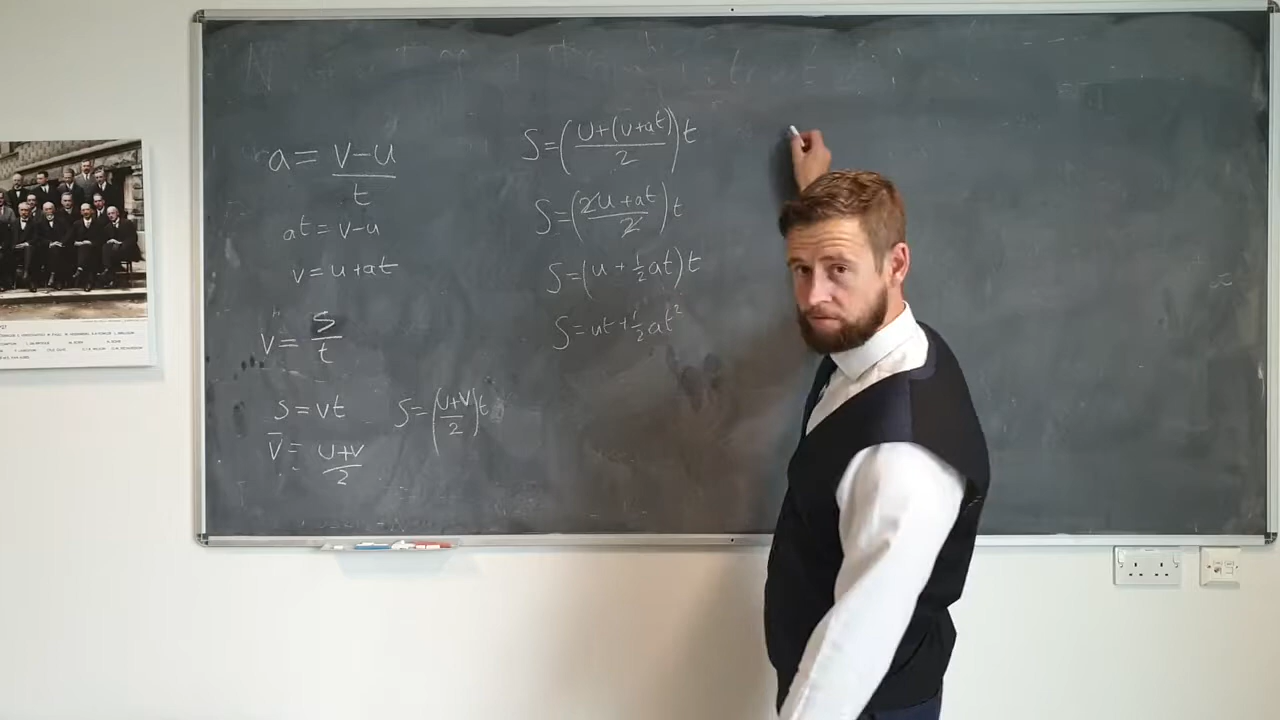 a = v-u/t
at = v-u
v = u+at
v = s/t
s = vt
v̄ = u+v/2
S = (u+v/2)t
S = (u+(u+at)/2)t
S = (2u+at/2)t
S = (u + 1/2at)t
S = ut + 1/2at²